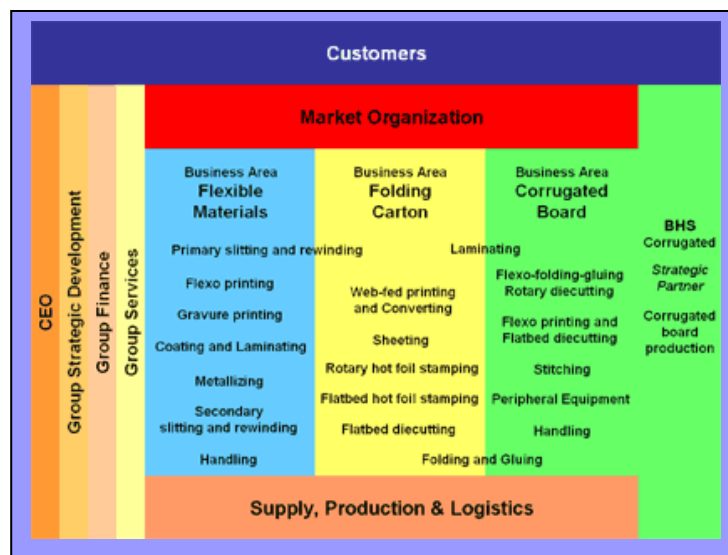 Customers
Market Organization
CEO
Group Strategic Development
Group Finance
Group Services
Business Area
Flexible
Materials
Primary slitting and rewinding
Flexo printing
Gravure printing
Coating and Laminating
Metallizing
Secondary
slitting and rewinding
Handling
Business Area
Folding
Carton
Laminating
Web-fed printing
and Converting
Sheeting
Rotary hot foil stamping
Flatbed hot foil stamping
Flatbed diecutting
Folding and Gluing
Business Area
Corrugated
Board
Flexo-folding-gluing
Rotary diecutting
Flexo printing and
Flatbed diecutting
Stitching
Peripheral Equipment
Handling
BHS
Corrugated
Strategic
Partner
Corrugated
board
production
Supply, Production & Logistics